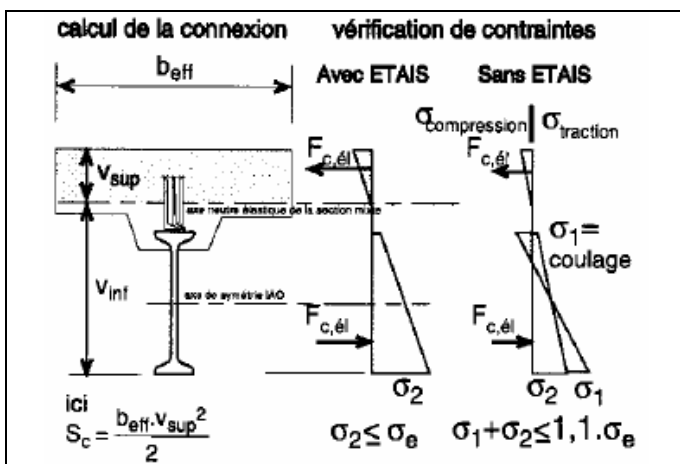 calcul de la connexion
vérification de contraintes
b_eff
Avec ETAIS
Sans ETAIS
σ_compression
σ_traction
F_c,él
F_c,él
v_sup
axe neutre élastique de la section mixte
σ₁=
coulage
v_inf
axe de symétrie IAO
F_c,él
F_c,él
σ₂
σ₂
σ₁
ici
S_c = b_eff.v_sup² / 2
σ₂ ≤ σ_e
σ₁+σ₂≤1,1.σ_e